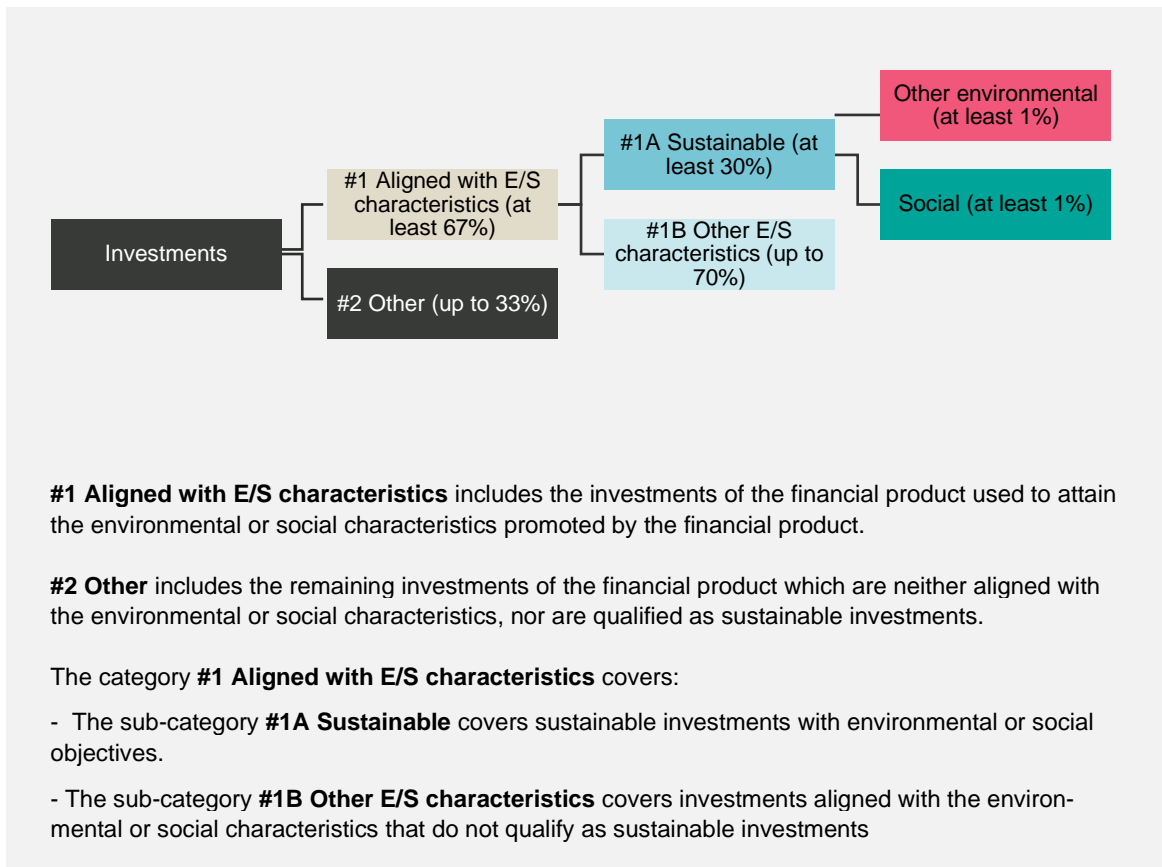 Investments
#1 Aligned with E/S
characteristics (at
least 67%)
#2 Other (up to 33%)
#1A Sustainable (at
least 30%)
#1B Other E/S
characteristics (up to
70%)
Other environmental
(at least 1%)
Social (at least 1%)
#1 Aligned with E/S characteristics includes the investments of the financial product used to attain
the environmental or social characteristics promoted by the financial product.
#2 Other includes the remaining investments of the financial product which are neither aligned with
the environmental or social characteristics, nor are qualified as sustainable investments.
The category #1 Aligned with E/S characteristics covers:
- The sub-category #1A Sustainable covers sustainable investments with environmental or social
objectives.
- The sub-category #1B Other E/S characteristics covers investments aligned with the environ-
mental or social characteristics that do not qualify as sustainable investments